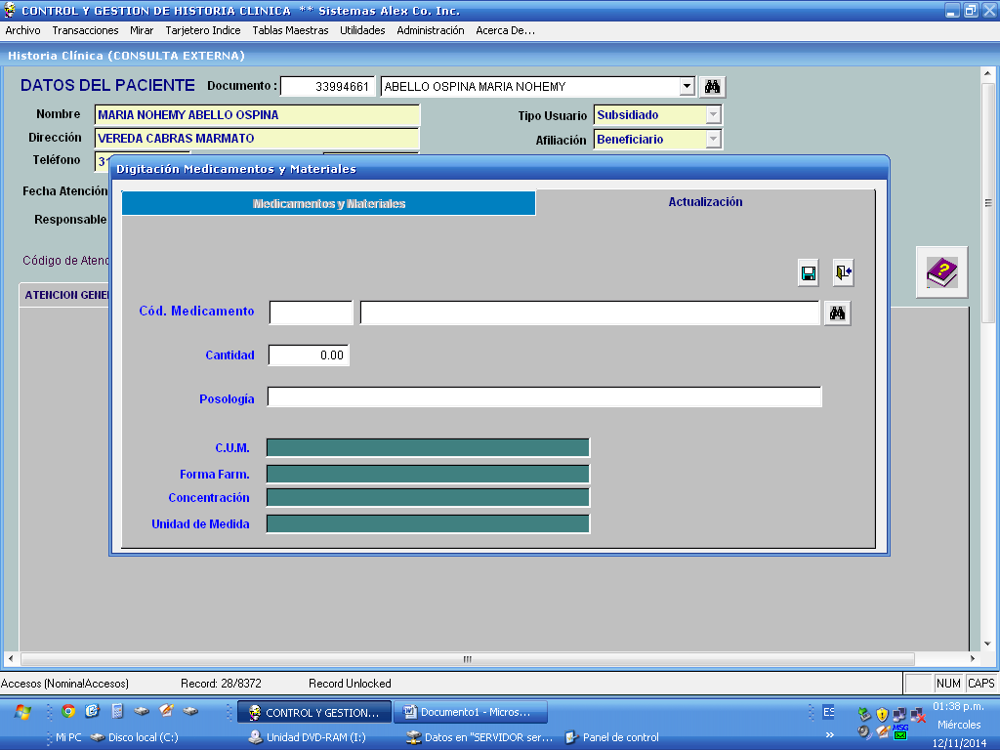 CONTROL Y GESTION DE HISTORIA CLINICA ** Sistemas Alex Co. Inc.
Archivo Transacciones Mirar Tarjetero Indice Tablas Maestras Utilidades Administración Acerca De...
Historia Clínica (CONSULTA EXTERNA)
DATOS DEL PACIENTE Documento : 33994661 ABELLO OSPINA MARIA NOHEMY
Nombre MARIA NOHEMY ABELLO OSPINA Tipo Usuario Subsidiado
Dirección VEREDA CABRAS MARMATO Afiliación Beneficiario
Teléfono
Digitación Medicamentos y Materiales
Fecha Atención
Medicamentos y Materiales Actualización
Responsable
Código de Atenc
ATENCION GENE
Cód. Medicamento
Cantidad 0.00
Posología
C.U.M.
Forma Farm.
Concentración
Unidad de Medida
Accesos (Nomina!Accesos) Record: 28/8372 Record Unlocked NUM CAPS
CONTROL Y GESTION... Documento1 - Micros... ES 01:38 p.m.
MSG Miércoles
Mi PC Disco local (C:) Unidad DVD-RAM (I:) Datos en "SERVIDOR ser... Panel de control » 12/11/2014